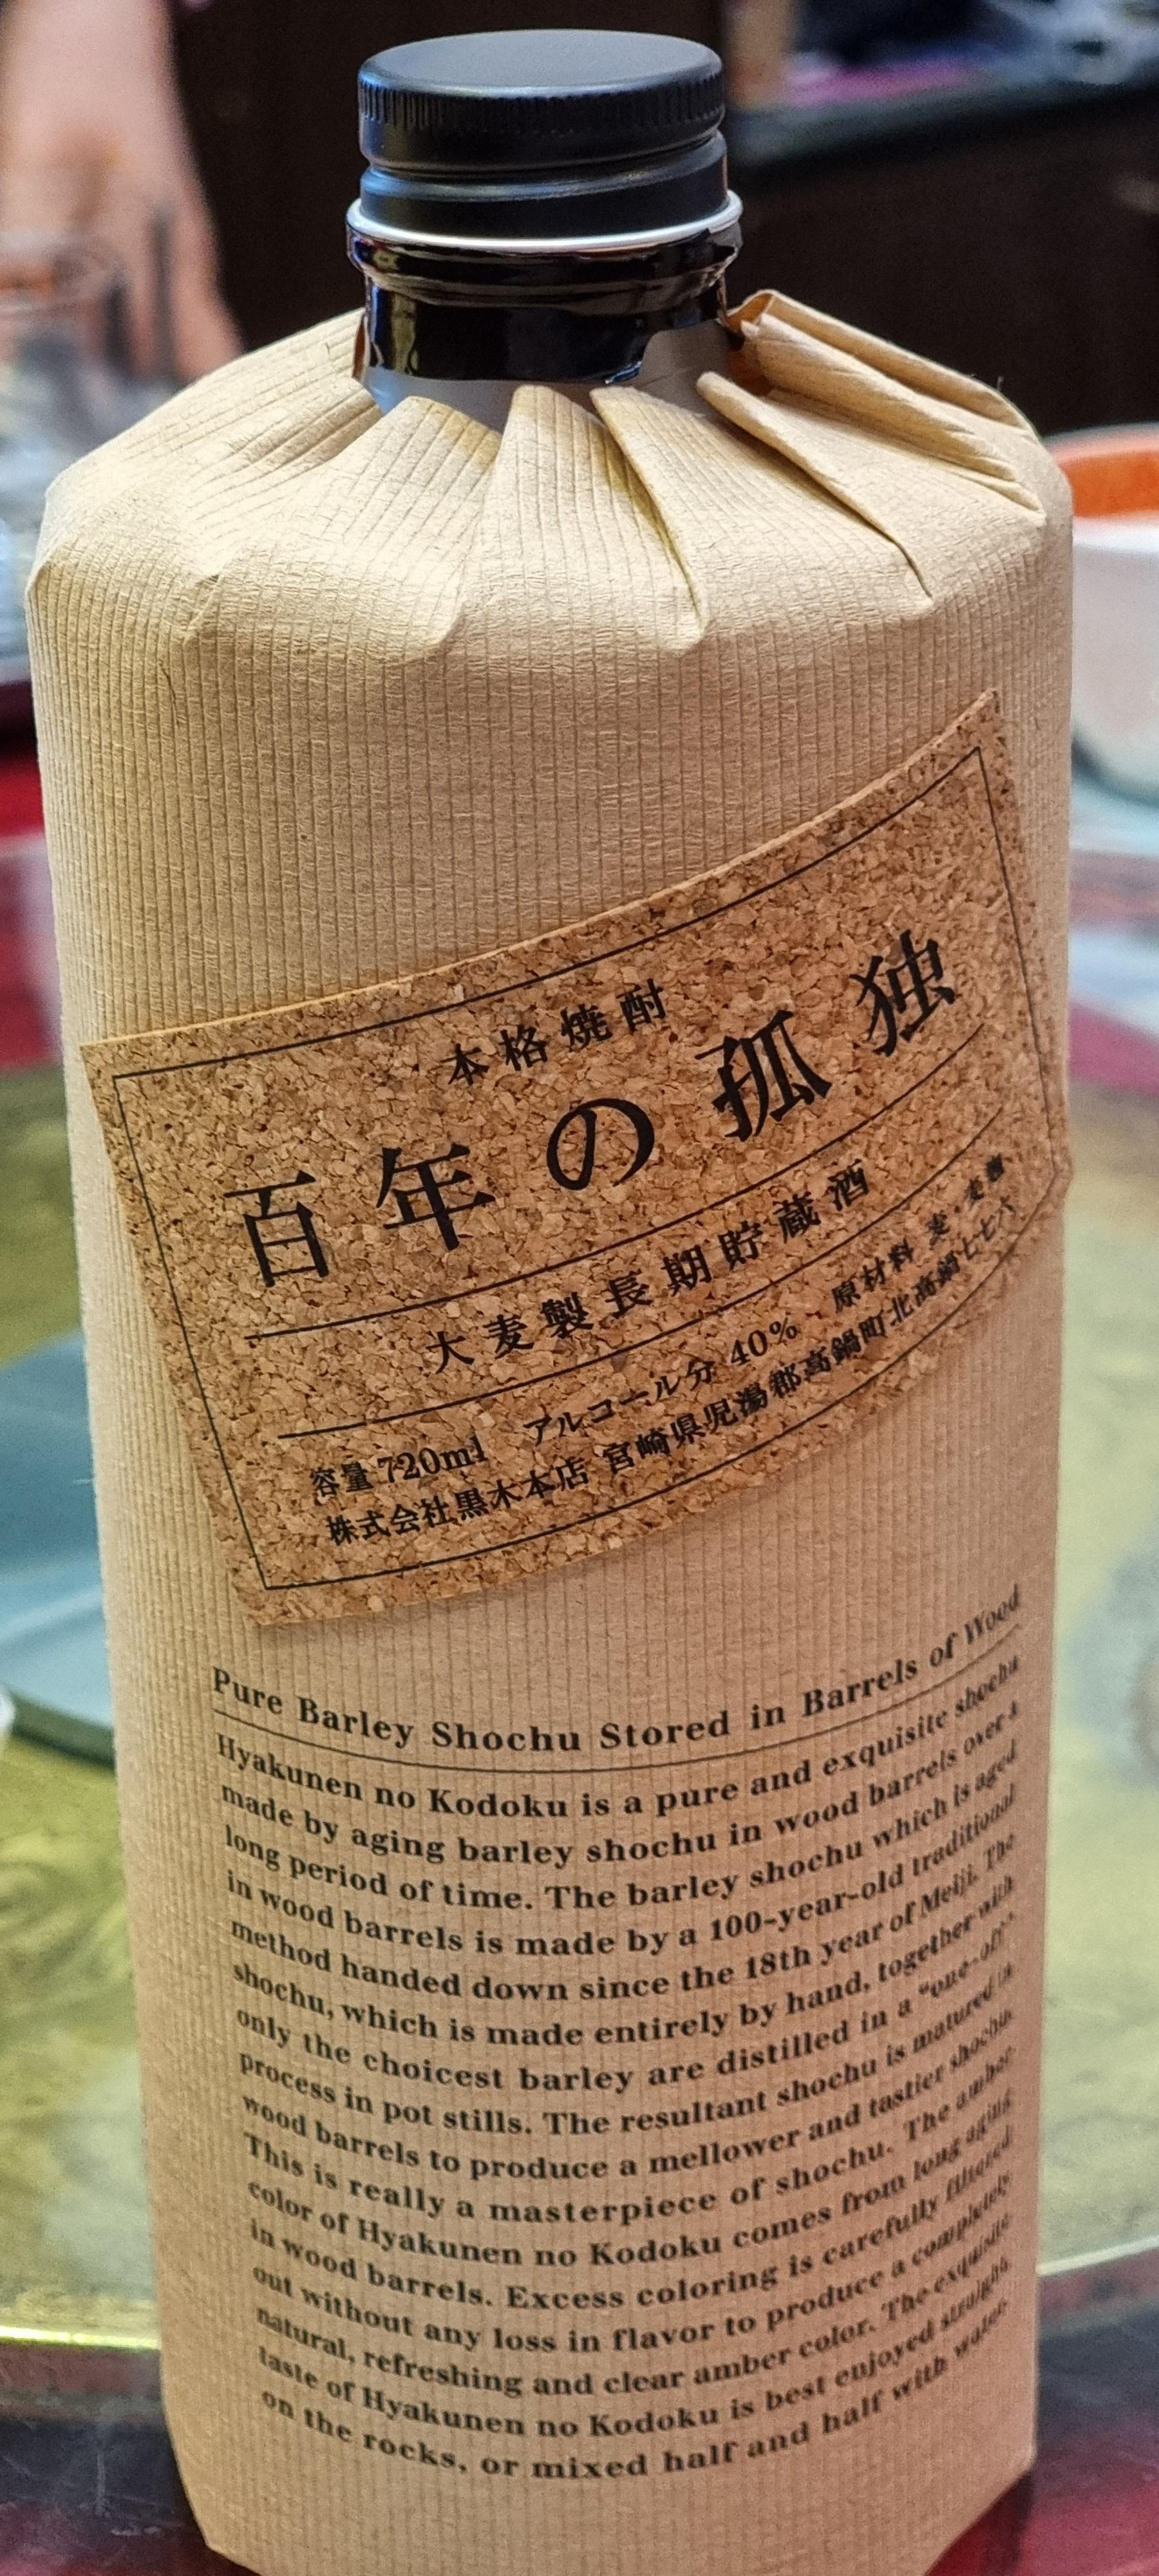 本格焼酎
百年の孤独
大麦製長期貯蔵酒
容量 720ml アルコール分 40% 原材料 麦・麦麹
株式会社黒木本店 宮崎県児湯郡高鍋町北高鍋七七六
Pure Barley Shochu Stored in Barrels of Wood
Hyakunen no Kodoku is a pure and exquisite shochu
made by aging barley shochu in wood barrels over a
long period of time. The barley shochu which is aged
in wood barrels is made by a 100-year-old traditional
method handed down since the 18th year of Meiji. The
shochu, which is made entirely by hand, together with
only the choicest barley are distilled in a "one-off"
process in pot stills. The resultant shochu is matured in
wood barrels to produce a mellower and tastier shochu.
This is really a masterpiece of shochu. The amber
color of Hyakunen no Kodoku comes from long aging
in wood barrels. Excess coloring is carefully filtered
out without any loss in flavor to produce a completely
natural, refreshing and clear amber color. The exquisite
taste of Hyakunen no Kodoku is best enjoyed straight,
on the rocks, or mixed half and half with water.